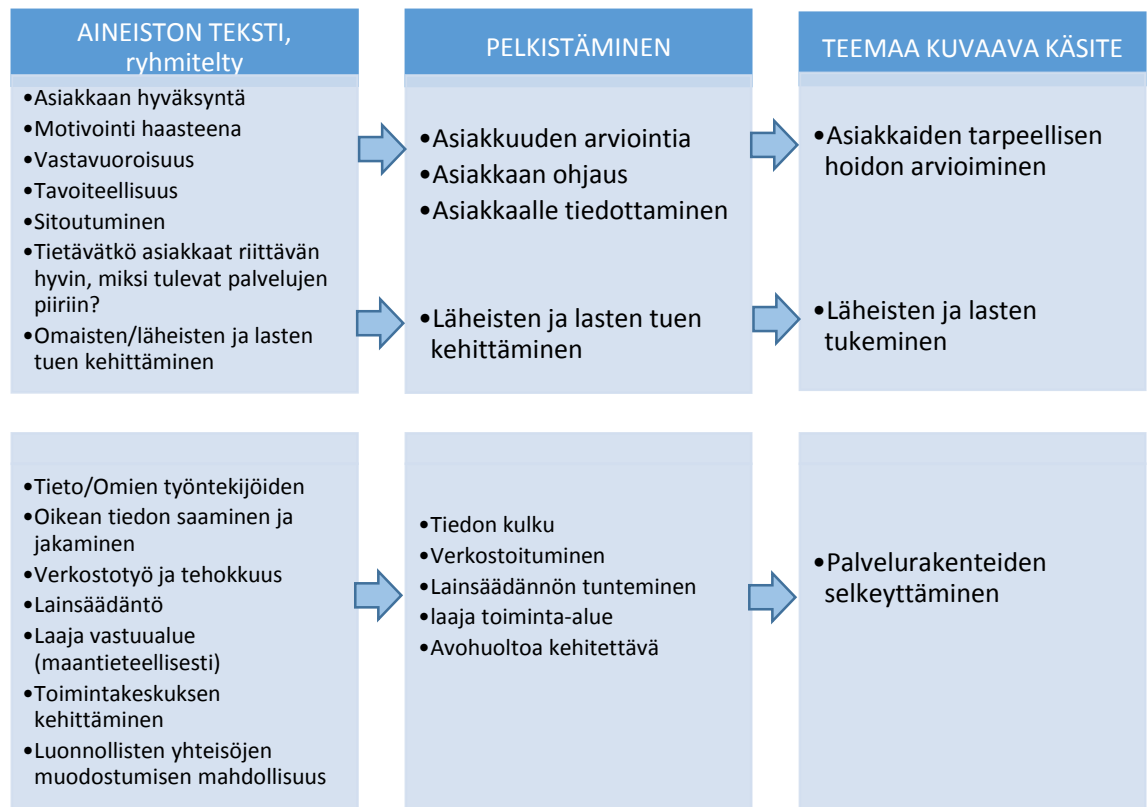 AINEISTON TEKSTI,
ryhmitelty
•Asiakkaan hyväksyntä
•Motivointi haasteena
•Vastavuoroisuus
•Tavoiteellisuus
•Sitoutuminen
•Tietävätkö asiakkaat riittävän
hyvin, miksi tulevat palvelujen
piiriin?
•Omaisten/läheisten ja lasten
tuen kehittäminen
PELKISTÄMINEN
•Asiakkuuden arviointia
•Asiakkaan ohjaus
•Asiakkaalle tiedottaminen
•Läheisten ja lasten tuen
kehittäminen
TEEMAA KUVAAVA KÄSITE
•Asiakkaiden tarpeellisen
hoidon arvioiminen
•Läheisten ja lasten
tukeminen
•Tieto/Omien työntekijöiden
•Oikean tiedon saaminen ja
jakaminen
•Verkostotyö ja tehokkuus
•Lainsäädäntö
•Laaja vastuualue
(maantieteellisesti)
•Toimintakeskuksen
kehittäminen
•Luonnollisten yhteisöjen
muodostumisen mahdollisuus
•Tiedon kulku
•Verkostoituminen
•Lainsäädännön tunteminen
•laaja toiminta-alue
•Avohuoltoa kehitettävä
•Palvelurakenteiden
selkeyttäminen